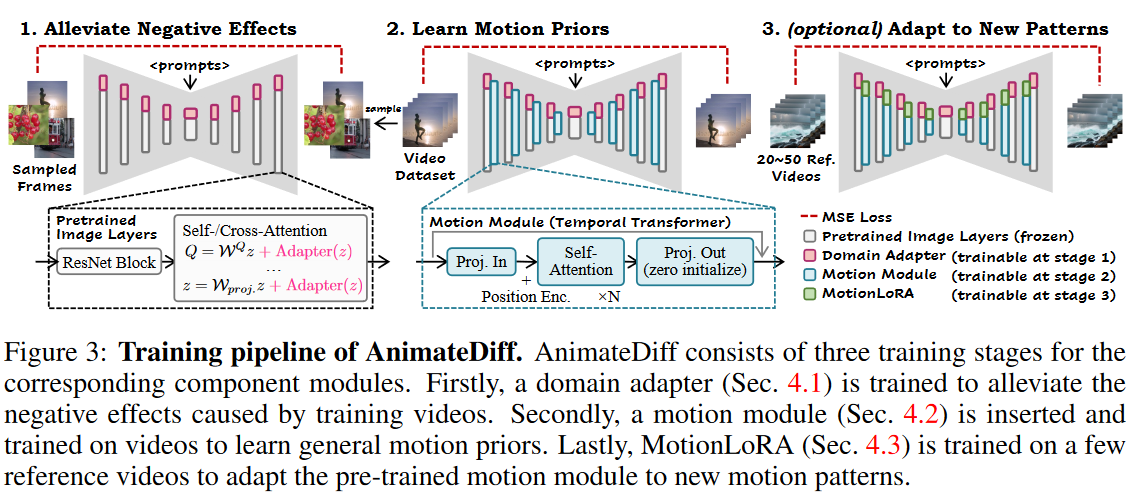 1. Alleviate Negative Effects
<prompts>
Sampled
Frames
Pretrained
Image Layers
ResNet Block
Self-/Cross-Attention
Q = W^Q z + Adapter(z)
...
z = W_proj. z + Adapter(z)
sample
2. Learn Motion Priors
<prompts>
Video
Dataset
Motion Module (Temporal Transformer)
Proj. In
+
Position Enc.
Self-
Attention
×N
Proj. Out
(zero initialize)
3. (optional) Adapt to New Patterns
<prompts>
20~50 Ref.
Videos
MSE Loss
Pretrained Image Layers (frozen)
Domain Adapter (trainable at stage 1)
Motion Module (trainable at stage 2)
MotionLoRA (trainable at stage 3)
Figure 3: Training pipeline of AnimateDiff. AnimateDiff consists of three training stages for the
corresponding component modules. Firstly, a domain adapter (Sec. 4.1) is trained to alleviate the
negative effects caused by training videos. Secondly, a motion module (Sec. 4.2) is inserted and
trained on videos to learn general motion priors. Lastly, MotionLoRA (Sec. 4.3) is trained on a few
reference videos to adapt the pre-trained motion module to new motion patterns.